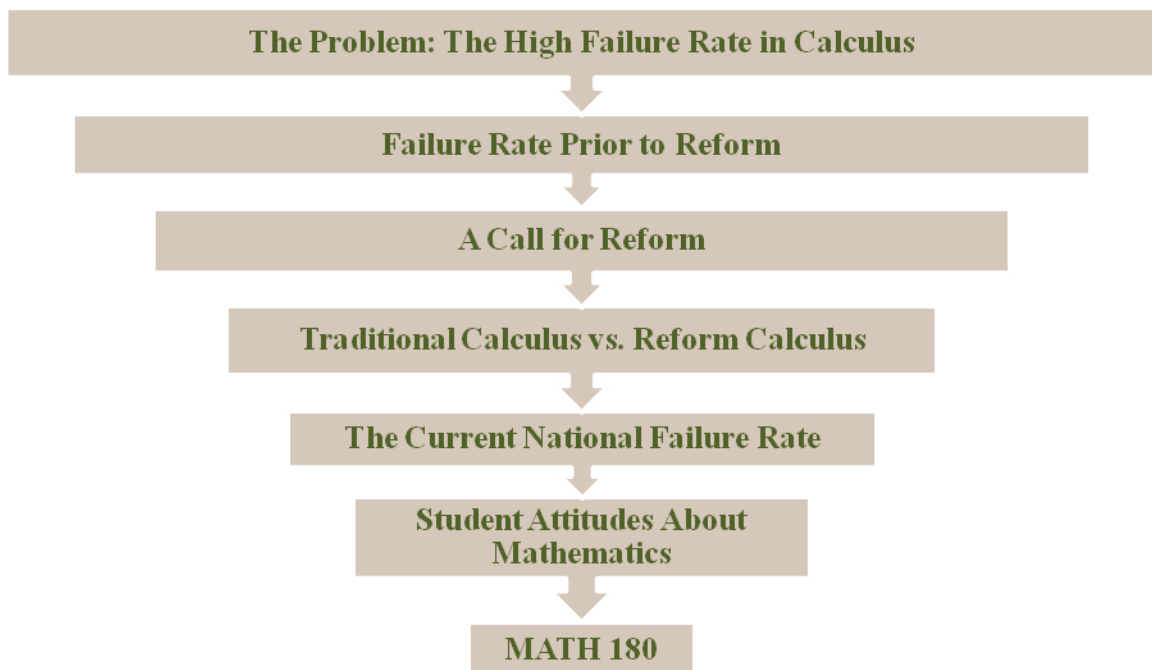 The Problem: The High Failure Rate in Calculus
Failure Rate Prior to Reform
A Call for Reform
Traditional Calculus vs. Reform Calculus
The Current National Failure Rate
Student Attitudes About
Mathematics
MATH 180